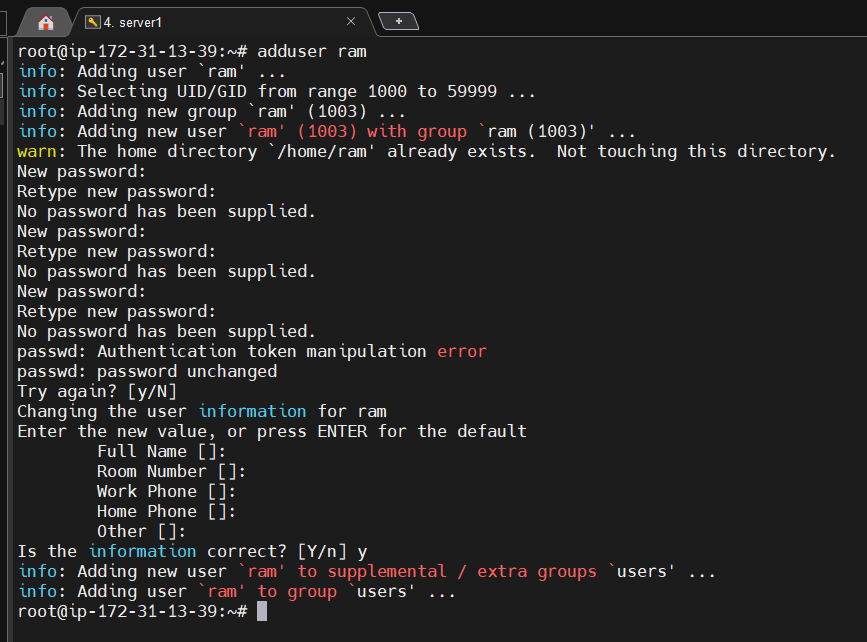 4. server1
root@ip-172-31-13-39:~# adduser ram
info: Adding user `ram' ...
info: Selecting UID/GID from range 1000 to 59999 ...
info: Adding new group `ram' (1003) ...
info: Adding new user `ram' (1003) with group `ram (1003)' ...
warn: The home directory `/home/ram' already exists.  Not touching this directory.
New password:
Retype new password:
No password has been supplied.
New password:
Retype new password:
No password has been supplied.
New password:
Retype new password:
No password has been supplied.
passwd: Authentication token manipulation error
passwd: password unchanged
Try again? [y/N]
Changing the user information for ram
Enter the new value, or press ENTER for the default
        Full Name []:
        Room Number []:
        Work Phone []:
        Home Phone []:
        Other []:
Is the information correct? [Y/n] y
info: Adding new user `ram' to supplemental / extra groups `users' ...
info: Adding user `ram' to group `users' ...
root@ip-172-31-13-39:~#